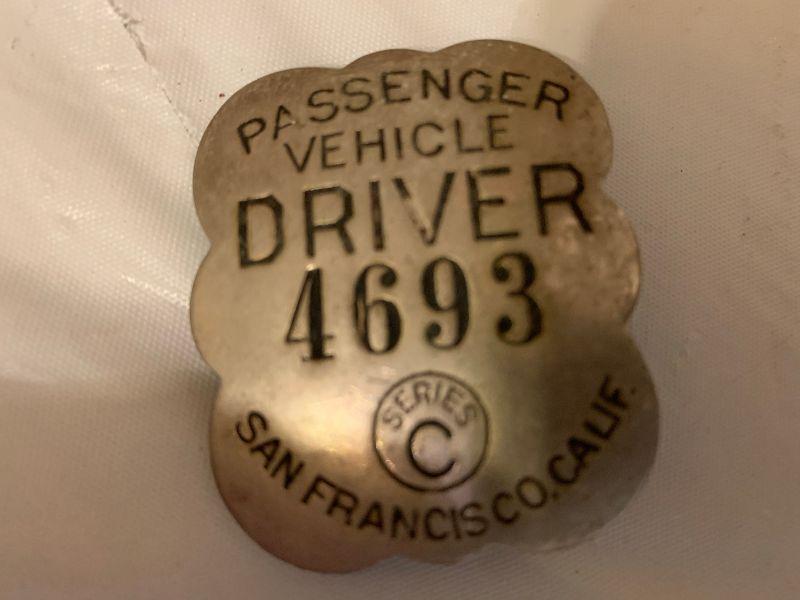 PASSENGER
VEHICLE
DRIVER
4693
SERIES
C
SAN FRANCISCO, CALIF.